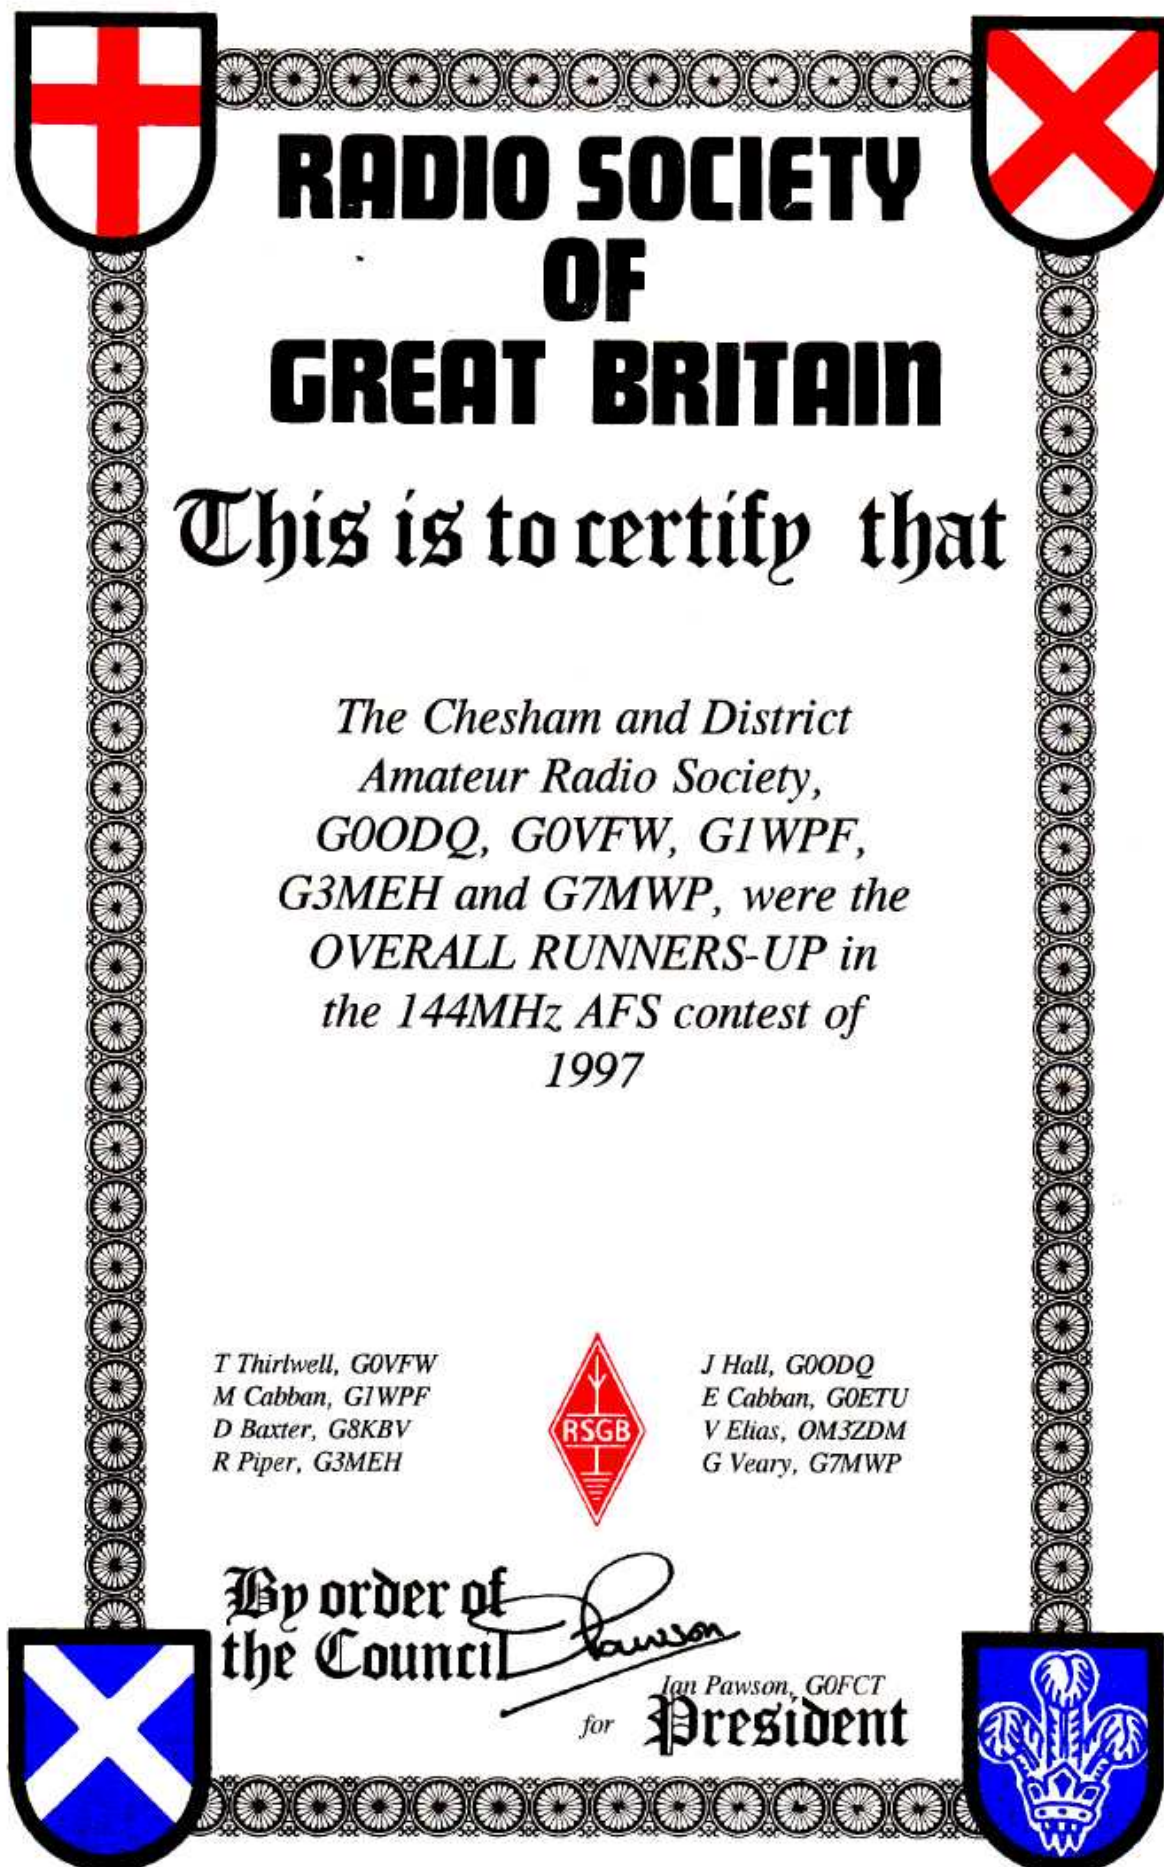 RADIO SOCIETY
OF
GREAT BRITAIN
This is to certify that
The Chesham and District
Amateur Radio Society,
G0ODQ, G0VFW, G1WPF,
G3MEH and G7MWP, were the
OVERALL RUNNERS-UP in
the 144MHz AFS contest of
1997
T Thirlwell, G0VFW
M Cabban, G1WPF
D Baxter, G8KBV
R Piper, G3MEH
RSGB
J Hall, G0ODQ
E Cabban, G0ETU
V Elias, OM3ZDM
G Veary, G7MWP
By order of
the Council
Pawson
Ian Pawson, G0FCT
for President